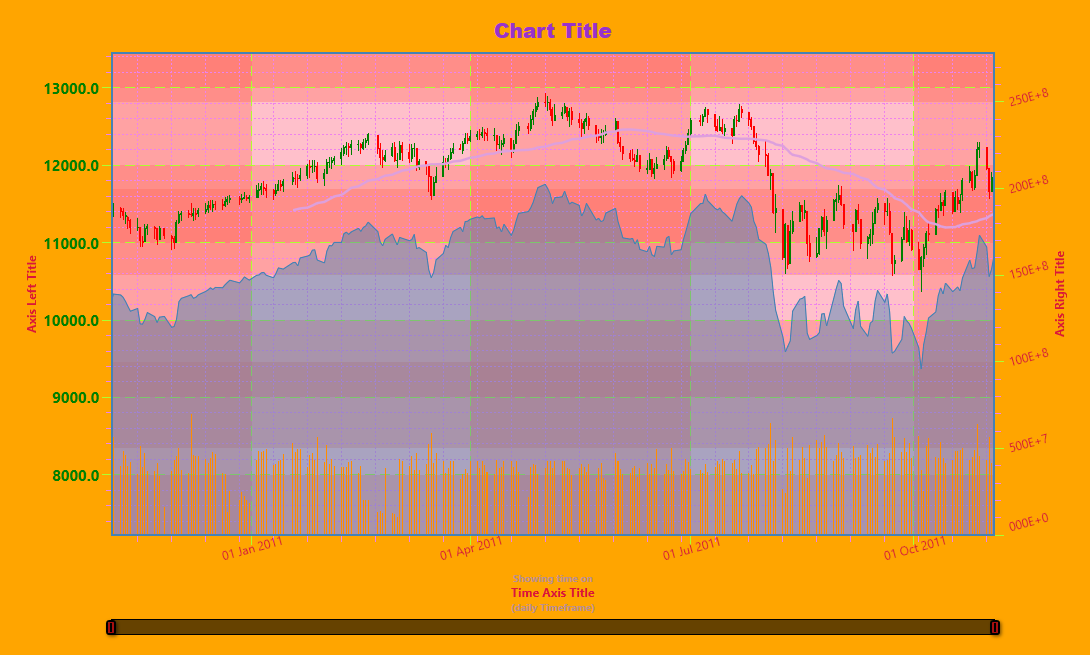 Chart Title
13000.0
12000.0
11000.0
10000.0
9000.0
8000.0
Axis Left Title
250E+8
200E+8
150E+8
100E+8
500E+7
000E+0
Axis Right Title
01 Jan 2011
01 Apr 2011
01 Jul 2011
01 Oct 2011
Showing time on
Time Axis Title
(daily Timeframe)